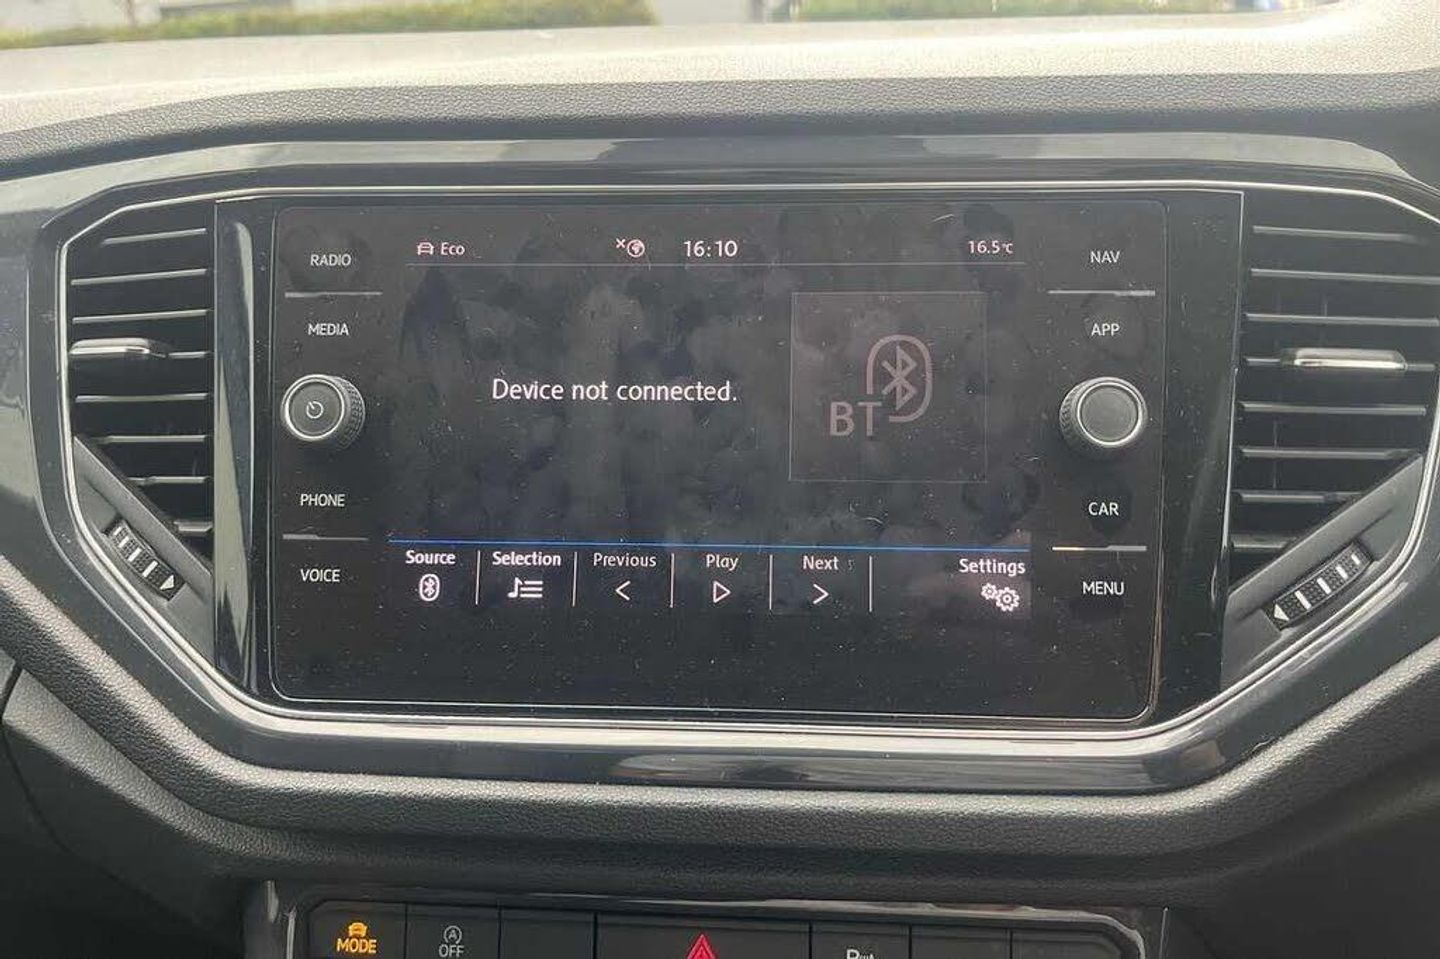 RADIO
Eco
16:10
16.5°C
NAV
MEDIA
APP
Device not connected.
BT
PHONE
CAR
Source
Selection
Previous
Play
Next
Settings
VOICE
MENU
MODE
A
OFF
P